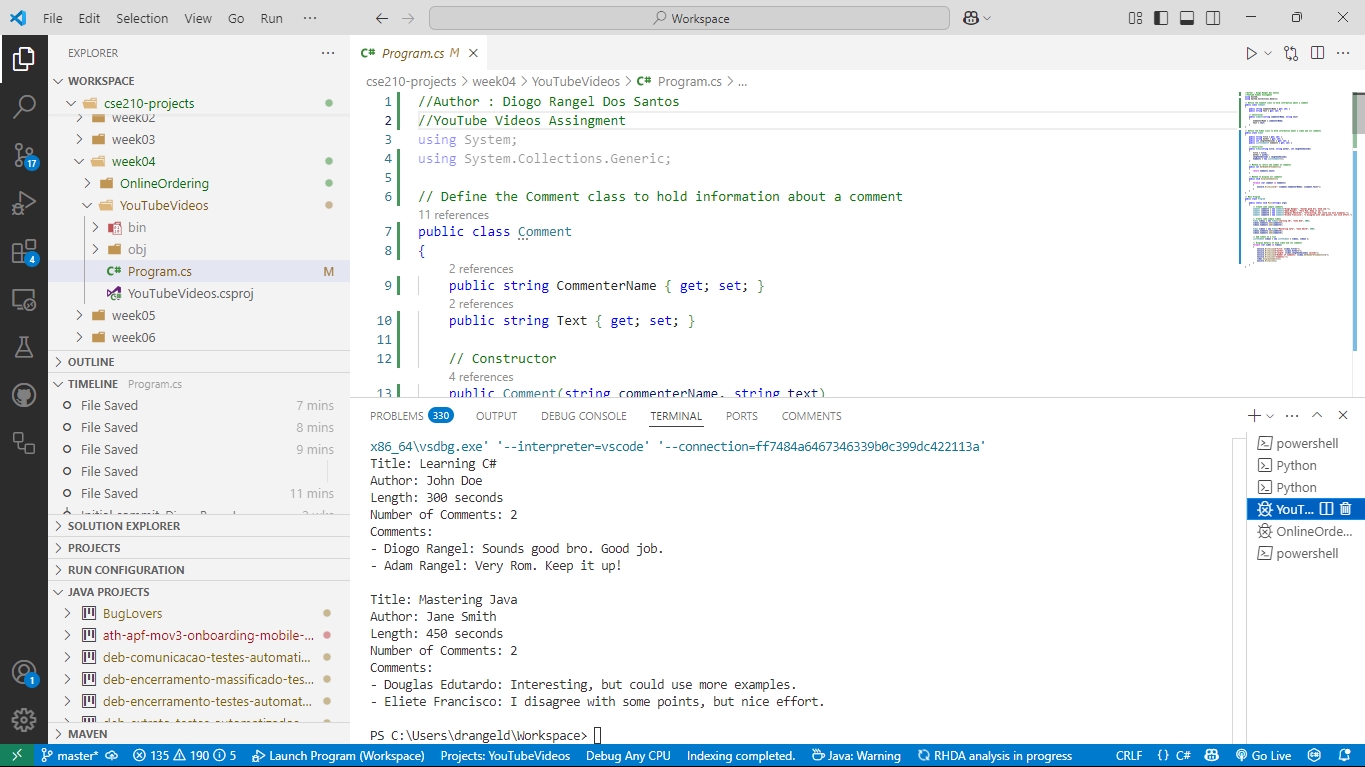 File Edit Selection View Go Run ··· Workspace
EXPLORER ···
WORKSPACE
cse210-projects
week02
week03
week04
OnlineOrdering
YouTubeVideos
bin
obj
C# Program.cs M
YouTubeVideos.csproj
week05
week06
OUTLINE
TIMELINE Program.cs
File Saved 7 mins
File Saved 8 mins
File Saved 9 mins
File Saved
File Saved 11 mins
SOLUTION EXPLORER
PROJECTS
RUN CONFIGURATION
JAVA PROJECTS
BugLovers
ath-apf-mov3-onboarding-mobile-...
deb-comunicacao-testes-automati...
deb-encerramento-massificado-tes...
deb-encerramento-testes-automat...
deb-extrato-testes-automatizados
MAVEN
17
4
1
C# Program.cs M
cse210-projects > week04 > YouTubeVideos > C# Program.cs > ...
1 //Author : Diogo Rangel Dos Santos
2 //YouTube Videos Assingment
3 using System;
4 using System.Collections.Generic;
5
6 // Define the Comment class to hold information about a comment
11 references
7 public class Comment
8 {
2 references
9 public string CommenterName { get; set; }
2 references
10 public string Text { get; set; }
11
12 // Constructor
4 references
13 public Comment(string commenterName, string text)
PROBLEMS 330 OUTPUT DEBUG CONSOLE TERMINAL PORTS COMMENTS
x86_64\vsdbg.exe' '--interpreter=vscode' '--connection=ff7484a6467346339b0c399dc422113a'
Title: Learning C#
Author: John Doe
Length: 300 seconds
Number of Comments: 2
Comments:
- Diogo Rangel: Sounds good bro. Good job.
- Adam Rangel: Very Rom. Keep it up!
Title: Mastering Java
Author: Jane Smith
Length: 450 seconds
Number of Comments: 2
Comments:
- Douglas Edutardo: Interesting, but could use more examples.
- Eliete Francisco: I disagree with some points, but nice effort.
PS C:\Users\drangeld\Workspace>
powershell
Python
Python
YouT...
OnlineOrde...
powershell
master* 135 190 5 Launch Program (Workspace) Projects: YouTubeVideos Debug Any CPU Indexing completed. Java: Warning RHDA analysis in progress CRLF {} C# Go Live